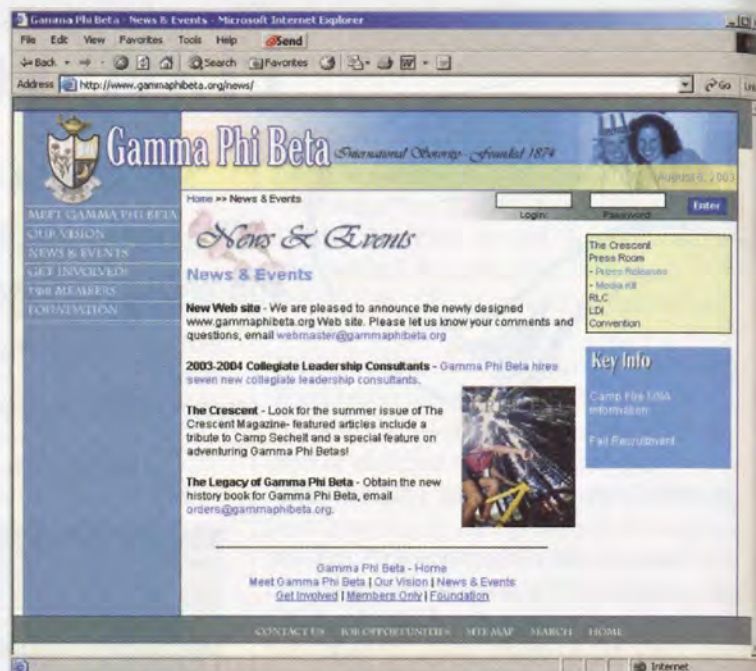 Gamma Phi Beta - News & Events - Microsoft Internet Explorer
File Edit View Favorites Tools Help Send
Back Search Favorites
Address http://www.gammaphibeta.org/news/ Go
Gamma Phi Beta International Sorority - Founded 1874
August 6, 2003
Home >> News & Events
Login: Password: Enter
MEET GAMMA PHI BETA
OUR VISION
NEWS & EVENTS
GET INVOLVED!
MEMBERS
FOUNDATION
News & Events
News & Events
New Web site - We are pleased to announce the newly designed
www.gammaphibeta.org Web site. Please let us know your comments and
questions, email webmaster@gammaphibeta.org
2003-2004 Collegiate Leadership Consultants - Gamma Phi Beta hires
seven new collegiate leadership consultants.
The Crescent - Look for the summer issue of The
Crescent Magazine- featured articles include a
tribute to Camp Sechelt and a special feature on
adventuring Gamma Phi Betas!
The Legacy of Gamma Phi Beta - Obtain the new
history book for Gamma Phi Beta, email
orders@gammaphibeta.org.
The Crescent
Press Room
- Press Releases
- Media Kit
RLC
LDI
Convention
Key Info
Camp Fire USA
Information
Fall Recruitment
Gamma Phi Beta - Home
Meet Gamma Phi Beta | Our Vision | News & Events
Get Involved | Members Only | Foundation
CONTACT US JOB OPPORTUNITIES SITE MAP SEARCH HOME
Internet